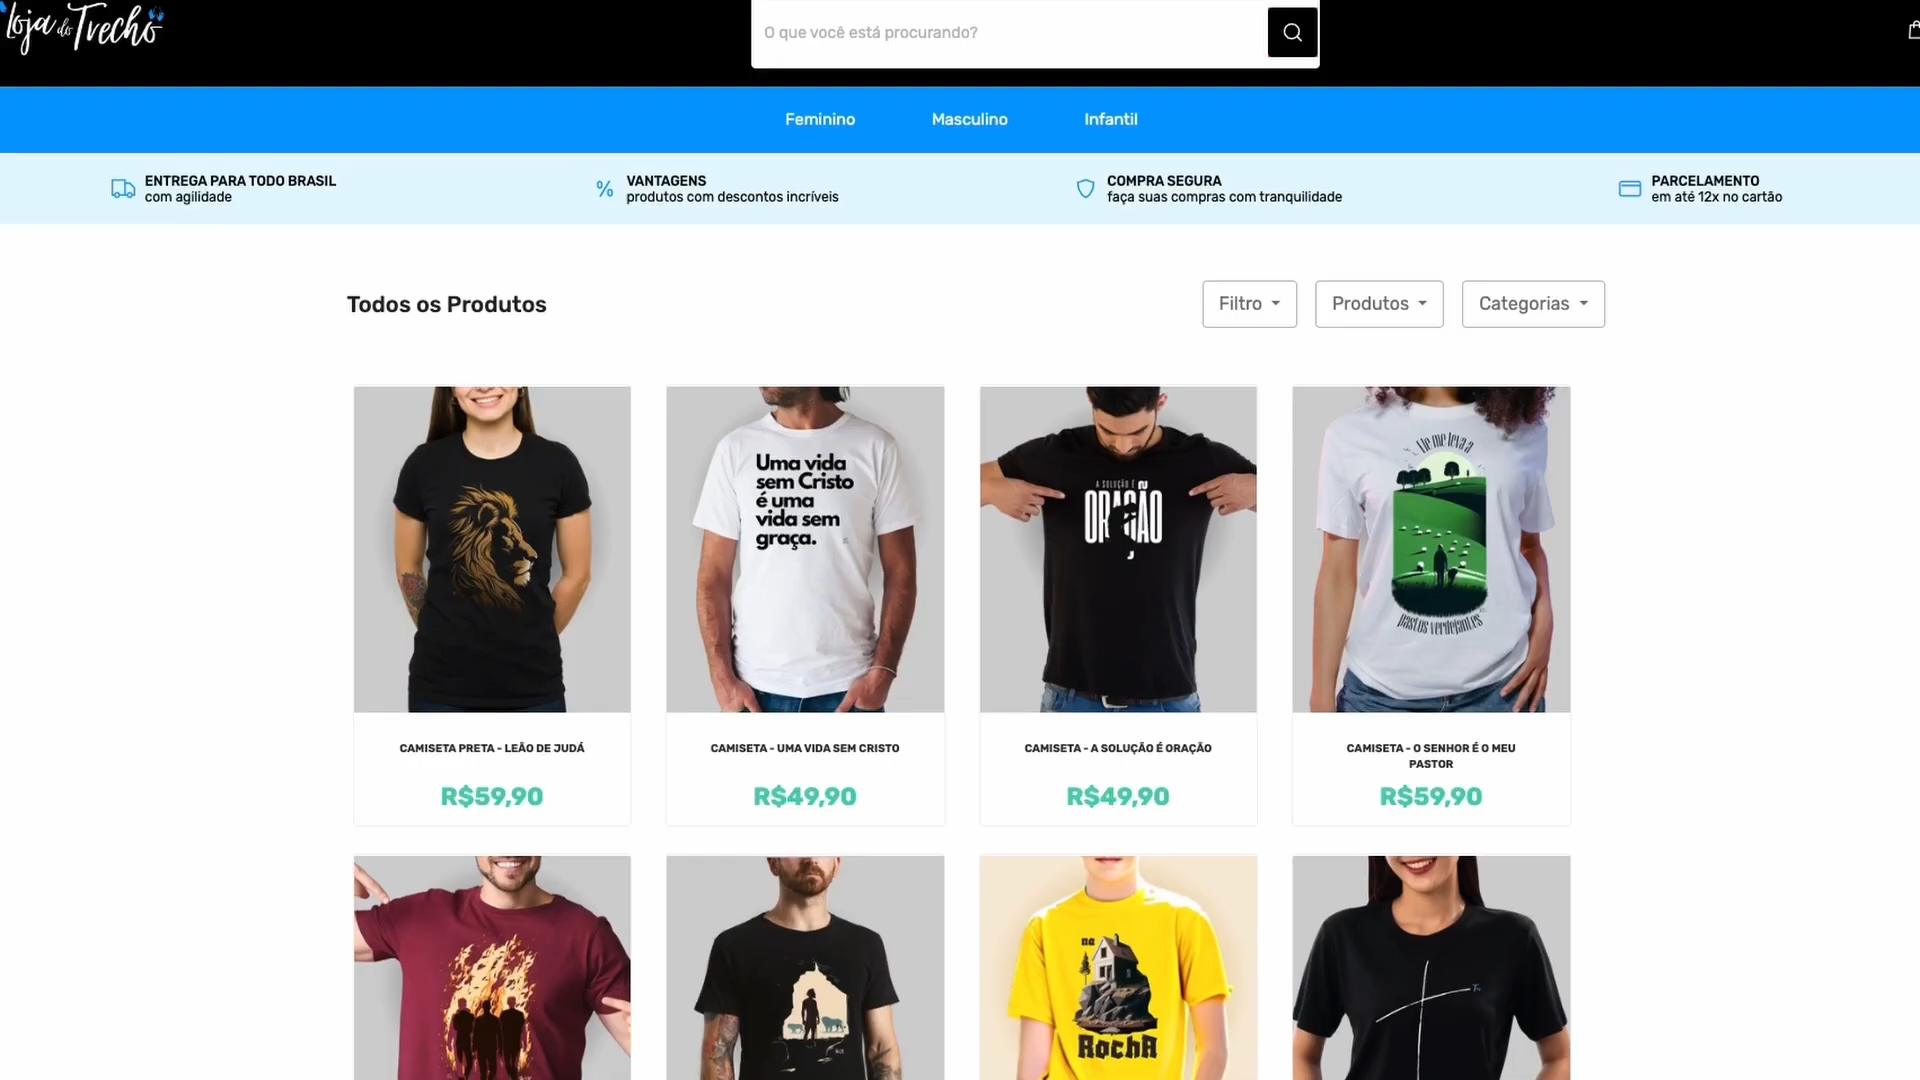 Loja do Trecho
O que você está procurando?
Feminino
Masculino
Infantil
ENTREGA PARA TODO BRASIL
com agilidade
VANTAGENS
produtos com descontos incríveis
COMPRA SEGURA
faça suas compras com tranquilidade
PARCELAMENTO
em até 12x no cartão
Todos os Produtos
Filtro
Produtos
Categorias
Uma vida
sem Cristo
é uma
vida sem
graça.
A SOLUÇÃO É
ORAÇÃO
Ele me leva a
pastos verdejantes
CAMISETA PRETA - LEÃO DE JUDÁ
R$59,90
CAMISETA - UMA VIDA SEM CRISTO
R$49,90
CAMISETA - A SOLUÇÃO É ORAÇÃO
R$49,90
CAMISETA - O SENHOR É O MEU
PASTOR
R$59,90
na
RochA